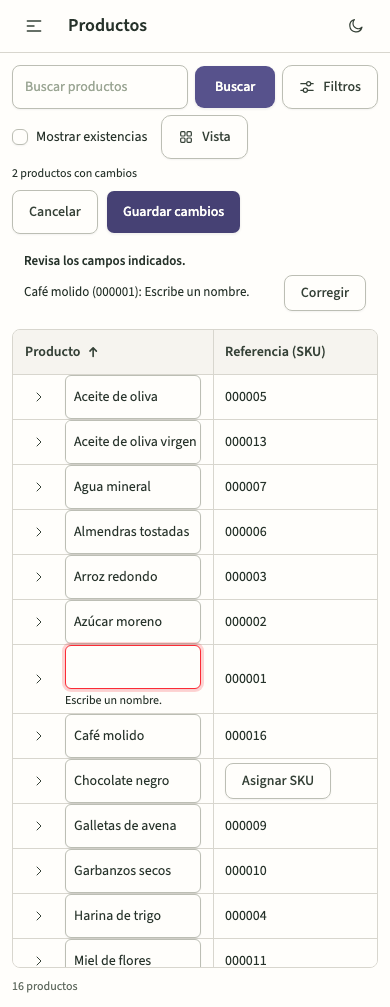 Productos
Buscar productos
Buscar
Filtros
Mostrar existencias
Vista
2 productos con cambios
Cancelar
Guardar cambios
Revisa los campos indicados.
Café molido (000001): Escribe un nombre.
Corregir
Producto
Referencia (SKU)
Aceite de oliva
000005
Aceite de oliva virgen
000013
Agua mineral
000007
Almendras tostadas
000006
Arroz redondo
000003
Azúcar moreno
000002
000001
Escribe un nombre.
Café molido
000016
Chocolate negro
Asignar SKU
Galletas de avena
000009
Garbanzos secos
000010
Harina de trigo
000004
Miel de flores
000011
16 productos